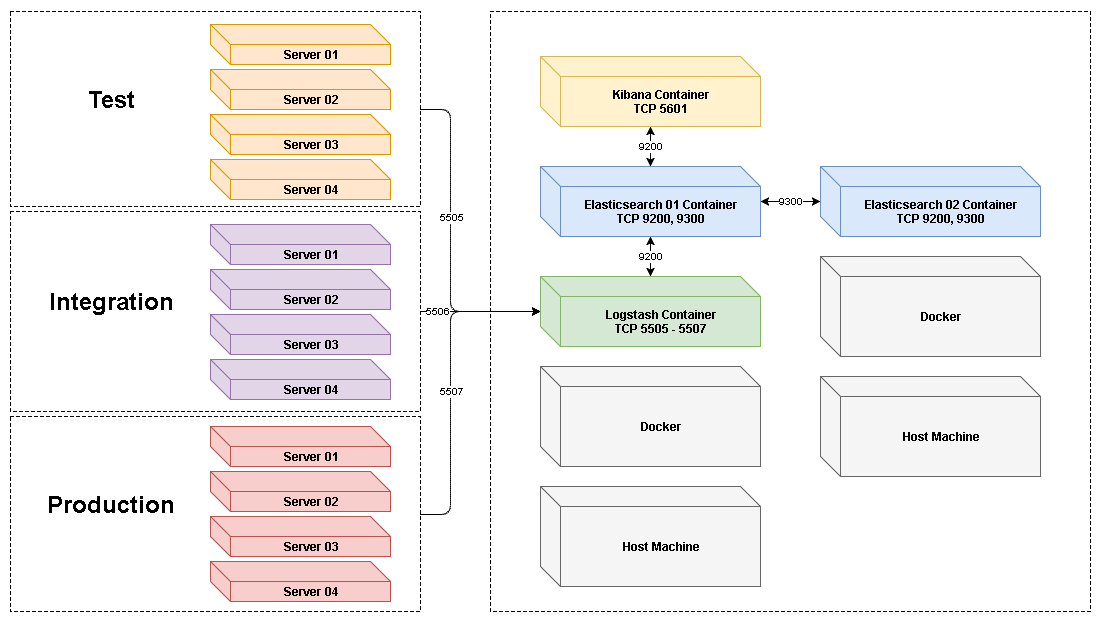 Test
Server 01
Server 02
Server 03
Server 04
Integration
Server 01
Server 02
Server 03
Server 04
Production
Server 01
Server 02
Server 03
Server 04
5505
5506
5507
Kibana Container
TCP 5601
9200
Elasticsearch 01 Container
TCP 9200, 9300
9300
Elasticsearch 02 Container
TCP 9200, 9300
9200
Logstash Container
TCP 5505 - 5507
Docker
Host Machine
Docker
Host Machine